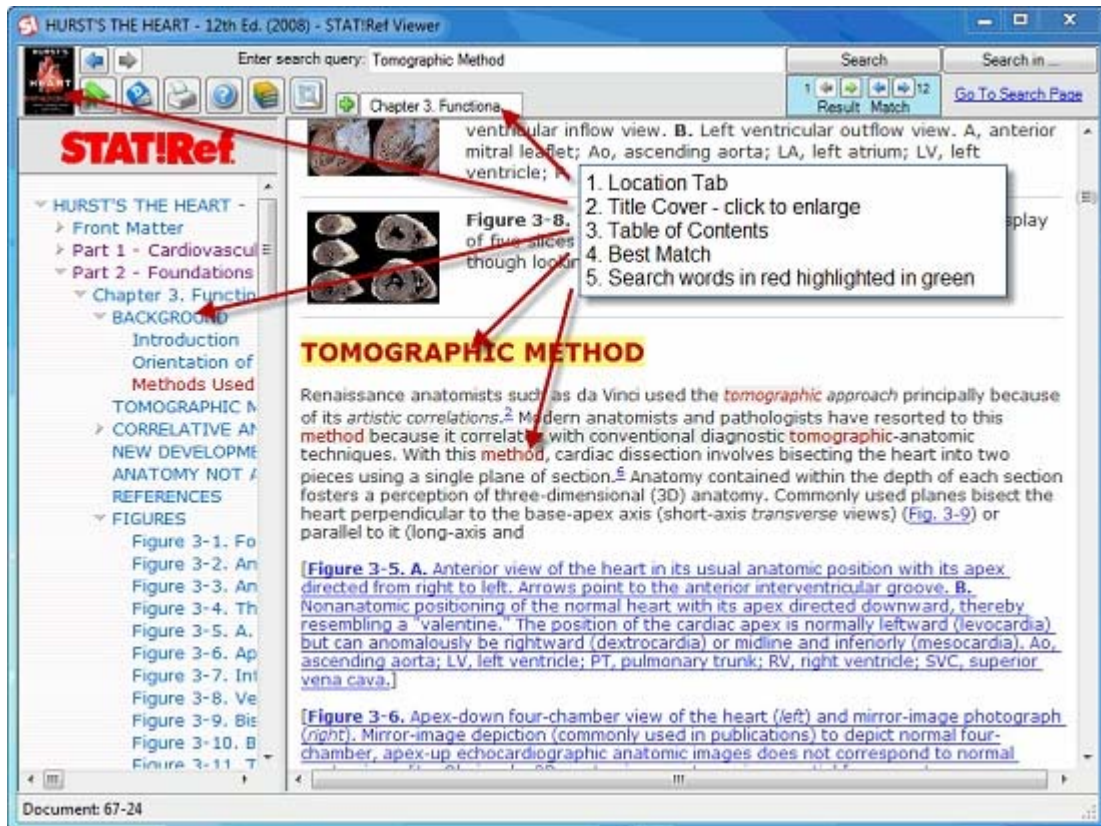 HURST'S THE HEART - 12th Ed. (2008) - STAT!Ref Viewer
HURST'S
HEART
Enter search query: Tomographic Method
Search
Search in ...
Chapter 3. Functiona
1
12
Result Match
Go To Search Page
STAT!Ref
HURST'S THE HEART -
Front Matter
Part 1 - Cardiovascul
Part 2 - Foundations
Chapter 3. Function
BACKGROUND
Introduction
Orientation of
Methods Used
TOMOGRAPHIC M
CORRELATIVE AN
NEW DEVELOPME
ANATOMY NOT A
REFERENCES
FIGURES
Figure 3-1. Fo
Figure 3-2. An
Figure 3-3. An
Figure 3-4. Th
Figure 3-5. A.
Figure 3-6. Ap
Figure 3-7. Int
Figure 3-8. Ve
Figure 3-9. Bis
Figure 3-10. B
Figure 3-11. T
ventricular inflow view. B. Left ventricular outflow view. A, anterior
mitral leaflet; Ao, ascending aorta; LA, left atrium; LV, left
ventricle;
Figure 3-8.
splay
of five slices
though lookin
1. Location Tab
2. Title Cover - click to enlarge
3. Table of Contents
4. Best Match
5. Search words in red highlighted in green
TOMOGRAPHIC METHOD
Renaissance anatomists such as da Vinci used the tomographic approach principally because
of its artistic correlations.2 Modern anatomists and pathologists have resorted to this
method because it correlates with conventional diagnostic tomographic-anatomic
techniques. With this method, cardiac dissection involves bisecting the heart into two
pieces using a single plane of section.6 Anatomy contained within the depth of each section
fosters a perception of three-dimensional (3D) anatomy. Commonly used planes bisect the
heart perpendicular to the base-apex axis (short-axis transverse views) (Fig. 3-9) or
parallel to it (long-axis and
[Figure 3-5. A. Anterior view of the heart in its usual anatomic position with its apex
directed from right to left. Arrows point to the anterior interventricular groove. B.
Nonanatomic positioning of the normal heart with its apex directed downward, thereby
resembling a "valentine." The position of the cardiac apex is normally leftward (levocardia)
but can anomalously be rightward (dextrocardia) or midline and inferiorly (mesocardia). Ao,
ascending aorta; LV, left ventricle; PT, pulmonary trunk; RV, right ventricle; SVC, superior
vena cava.]
[Figure 3-6. Apex-down four-chamber view of the heart (left) and mirror-image photograph
(right). Mirror-image depiction (commonly used in publications) to depict normal four-
chamber, apex-up echocardiographic anatomic images does not correspond to normal
Document: 67-24